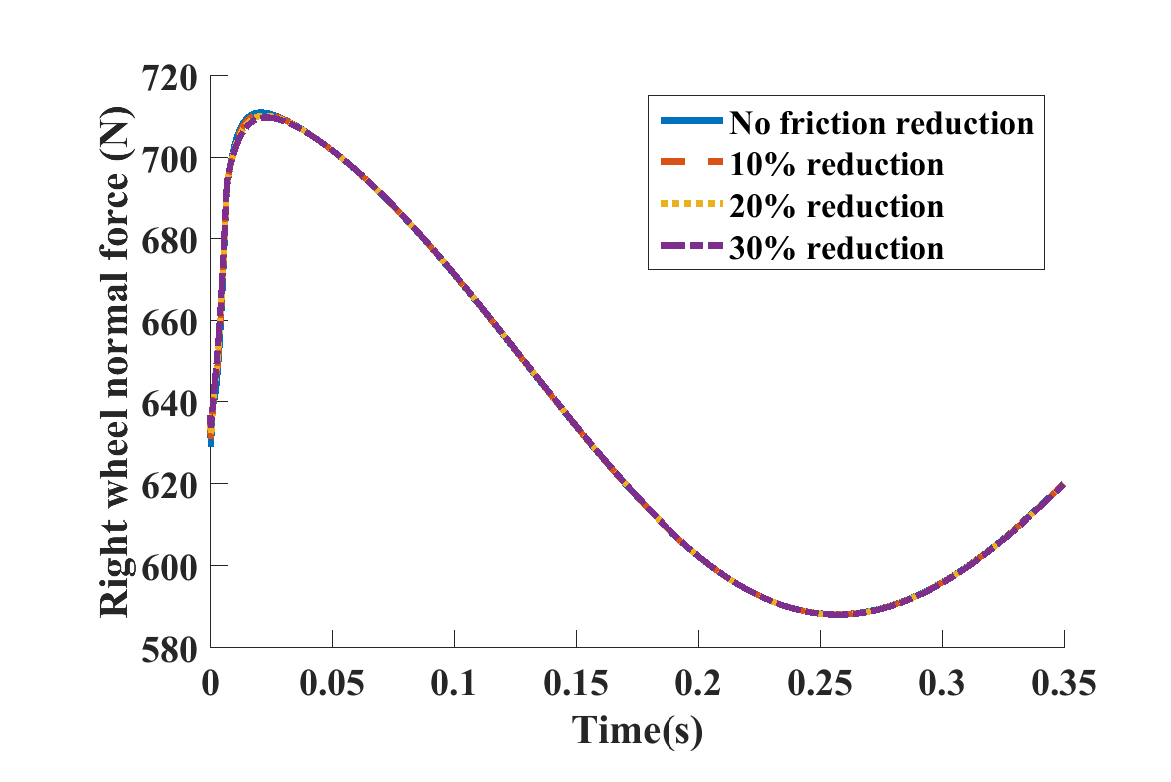 Right wheel normal force (N)
720
700
680
660
640
620
600
580
0
0.05
0.1
0.15
0.2
0.25
0.3
0.35
Time(s)
No friction reduction
10% reduction
20% reduction
30% reduction